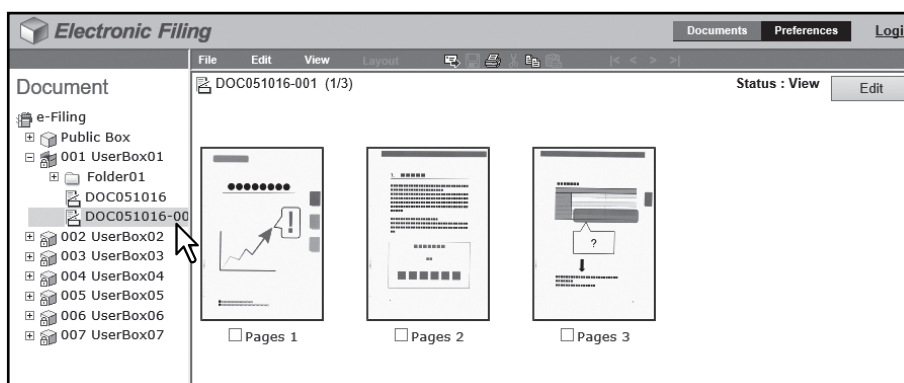 Electronic Filing
Documents Preferences Logi
File Edit View Layout |< < > >|
Document
DOC051016-001 (1/3)
Status : View Edit
e-Filing
Public Box
001 UserBox01
Folder01
DOC051016
DOC051016-00
002 UserBox02
003 UserBox03
004 UserBox04
005 UserBox05
006 UserBox06
007 UserBox07
!
1.
?
Pages 1 Pages 2 Pages 3